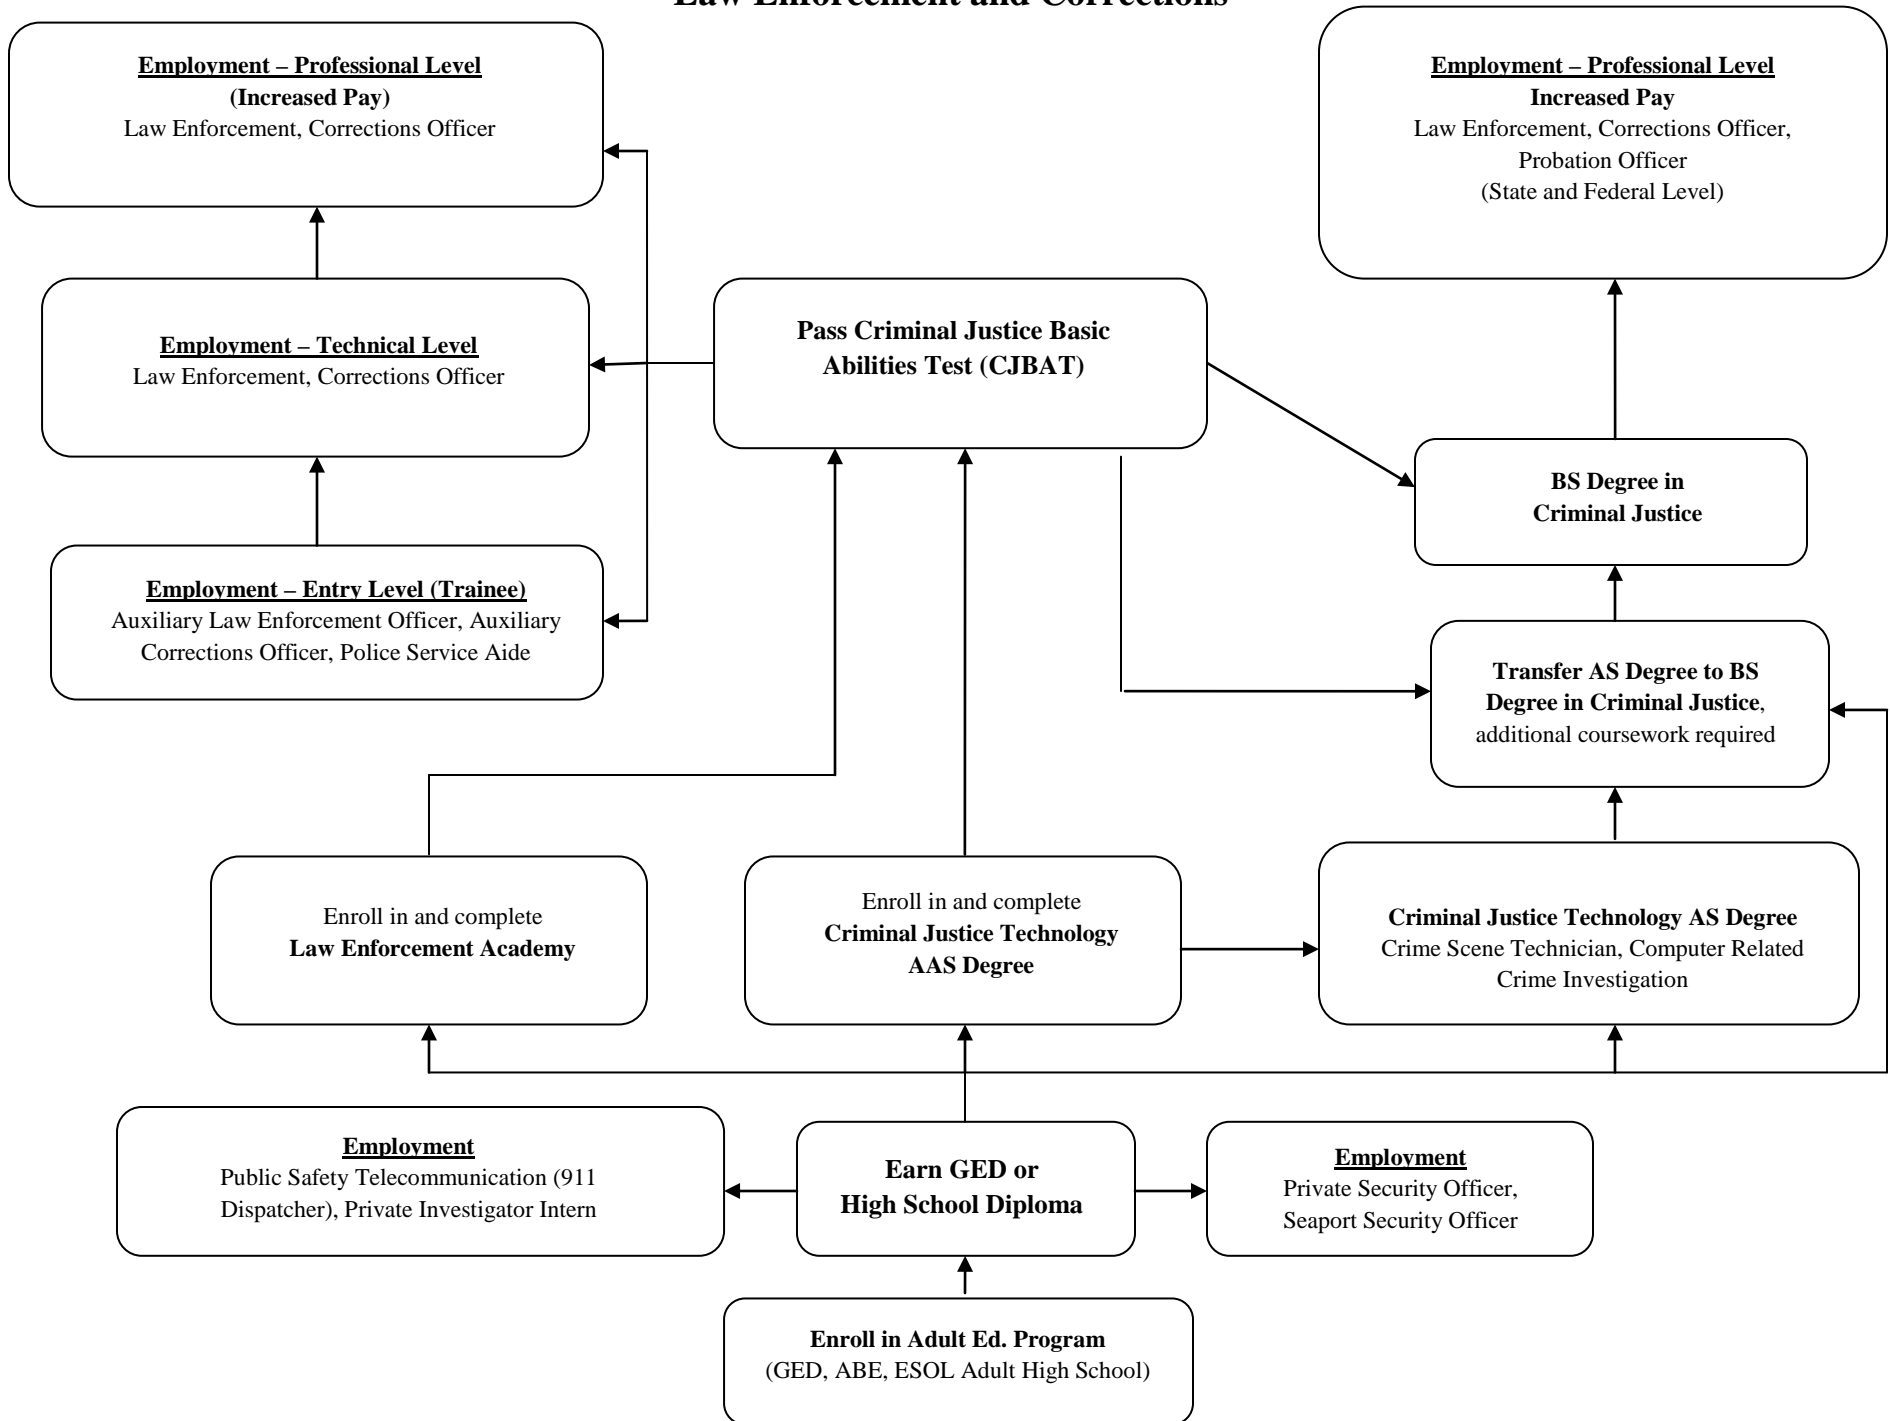 Law Enforcement and Corrections
Employment – Professional Level
(Increased Pay)
Law Enforcement, Corrections Officer
Employment – Professional Level
Increased Pay
Law Enforcement, Corrections Officer,
Probation Officer
(State and Federal Level)
Employment – Technical Level
Law Enforcement, Corrections Officer
Pass Criminal Justice Basic
Abilities Test (CJBAT)
BS Degree in
Criminal Justice
Employment – Entry Level (Trainee)
Auxiliary Law Enforcement Officer, Auxiliary
Corrections Officer, Police Service Aide
Transfer AS Degree to BS
Degree in Criminal Justice,
additional coursework required
Enroll in and complete
Law Enforcement Academy
Enroll in and complete
Criminal Justice Technology
AAS Degree
Criminal Justice Technology AS Degree
Crime Scene Technician, Computer Related
Crime Investigation
Employment
Public Safety Telecommunication (911
Dispatcher), Private Investigator Intern
Earn GED or
High School Diploma
Employment
Private Security Officer,
Seaport Security Officer
Enroll in Adult Ed. Program
(GED, ABE, ESOL Adult High School)